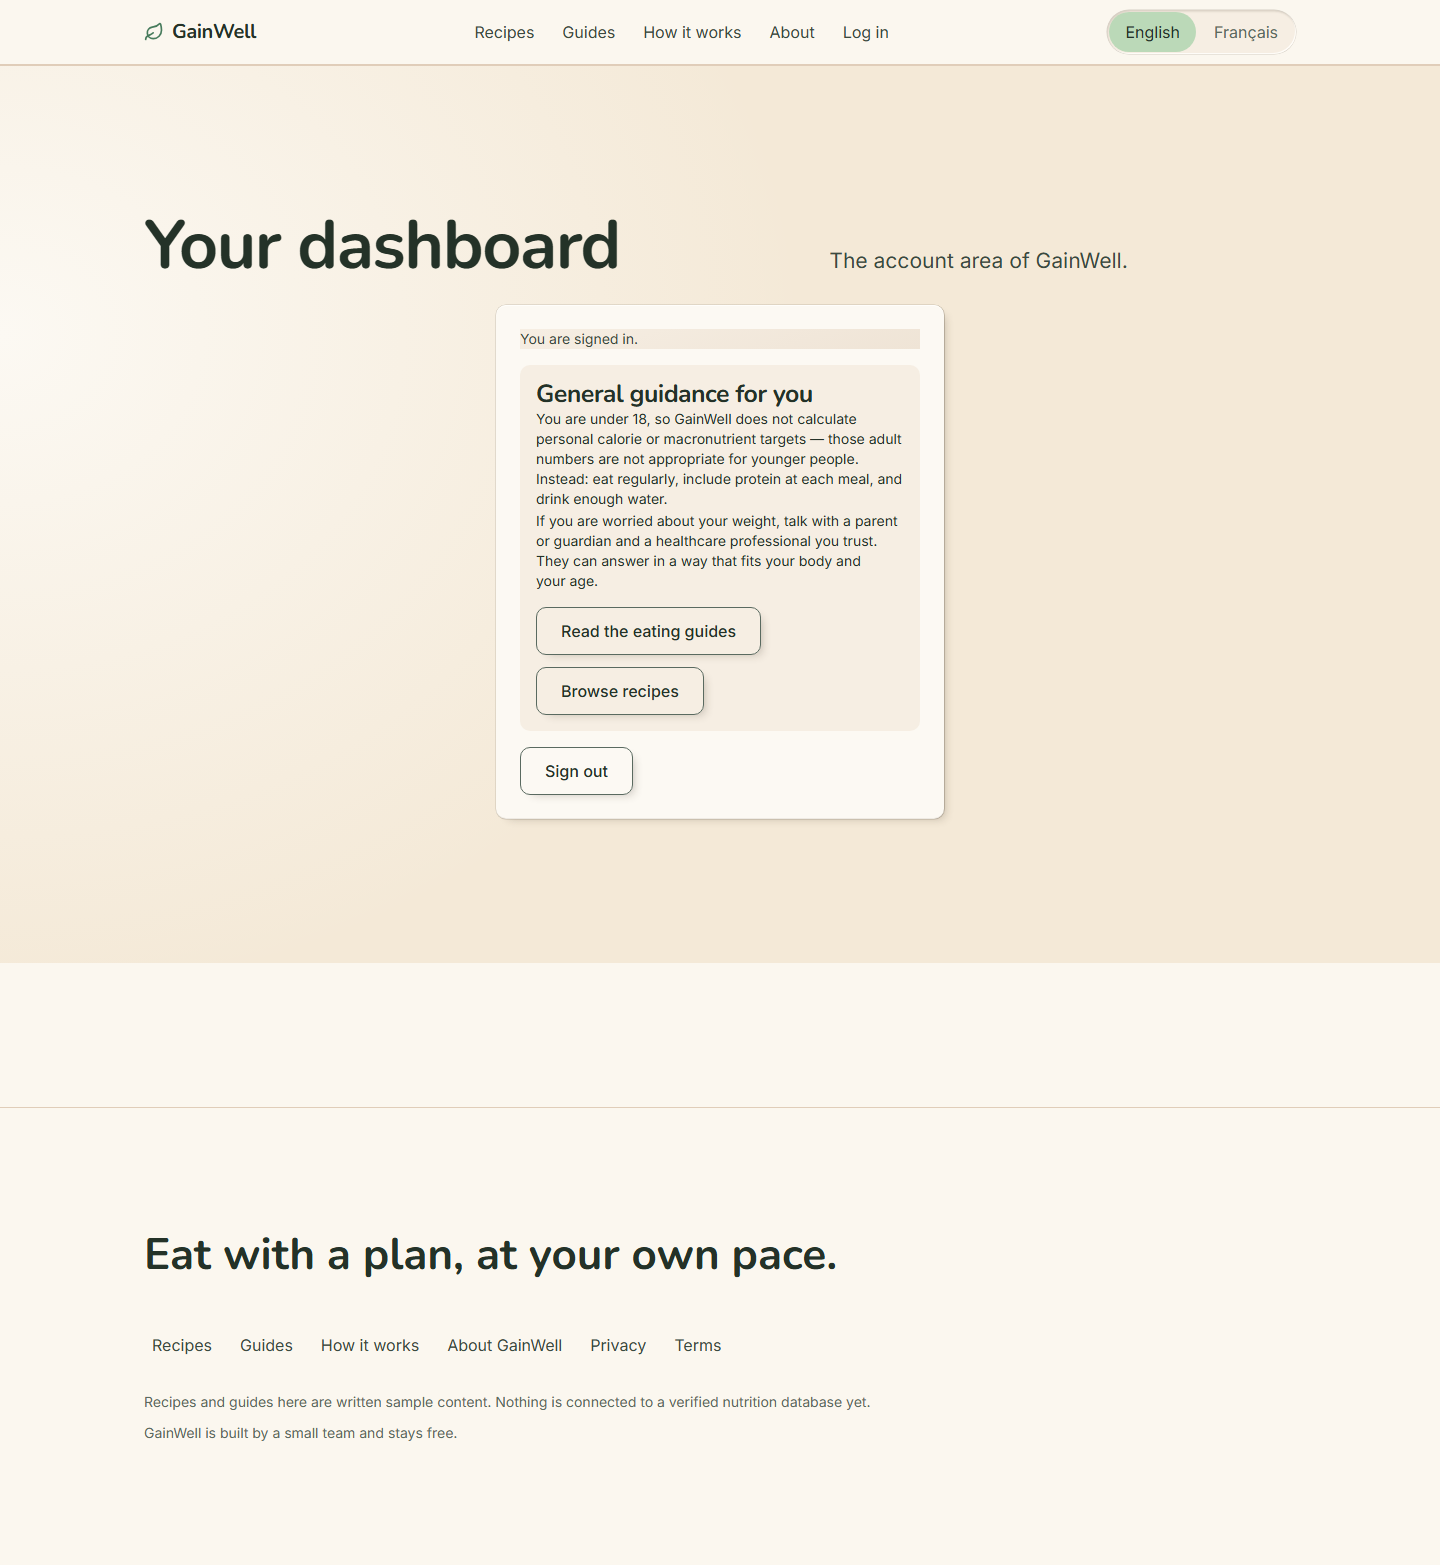 GainWell
Recipes
Guides
How it works
About
Log in
English
Français
Your dashboard
The account area of GainWell.
You are signed in.
General guidance for you
You are under 18, so GainWell does not calculate
personal calorie or macronutrient targets — those adult
numbers are not appropriate for younger people.
Instead: eat regularly, include protein at each meal, and
drink enough water.
If you are worried about your weight, talk with a parent
or guardian and a healthcare professional you trust.
They can answer in a way that fits your body and
your age.
Read the eating guides
Browse recipes
Sign out
Eat with a plan, at your own pace.
Recipes
Guides
How it works
About GainWell
Privacy
Terms
Recipes and guides here are written sample content. Nothing is connected to a verified nutrition database yet.
GainWell is built by a small team and stays free.